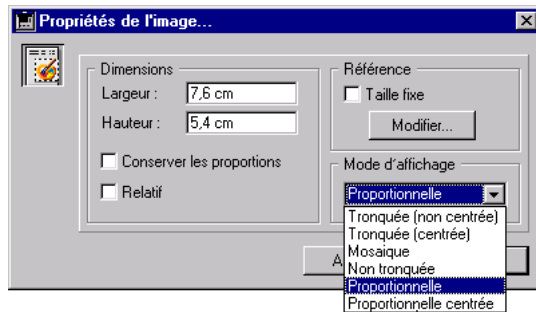 Propriétés de l'image...
Dimensions
Largeur :
7,6 cm
Hauteur :
5,4 cm
Conserver les proportions
Relatif
Référence
Taille fixe
Modifier...
Mode d'affichage
Proportionnelle
Tronquée (non centrée)
Tronquée (centrée)
Mosaique
Non tronquée
Proportionnelle
Proportionnelle centrée
A